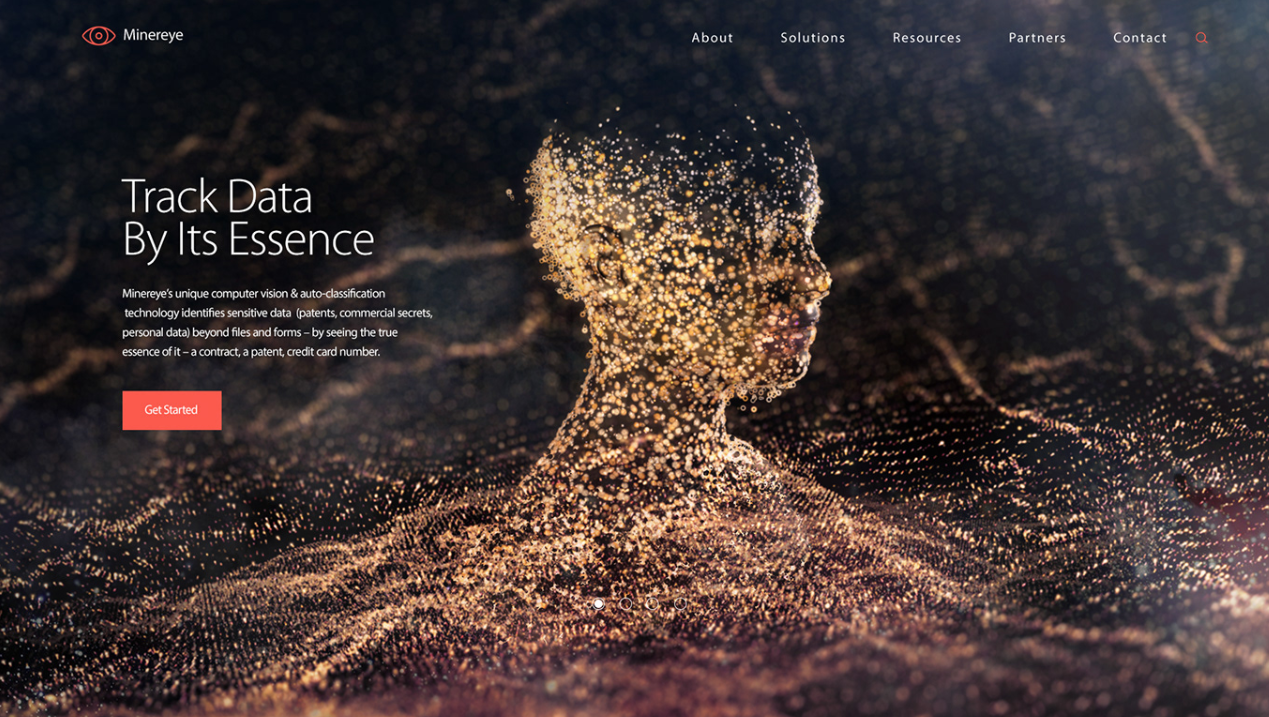 Minereye
About Solutions Resources Partners Contact
Track Data
By Its Essence
Minereye's unique computer vision & auto-classification
technology identifies sensitive data (patents, commercial secrets,
personal data) beyond files and forms – by seeing the true
essence of it – a contract, a patent, credit card number.
Get Started